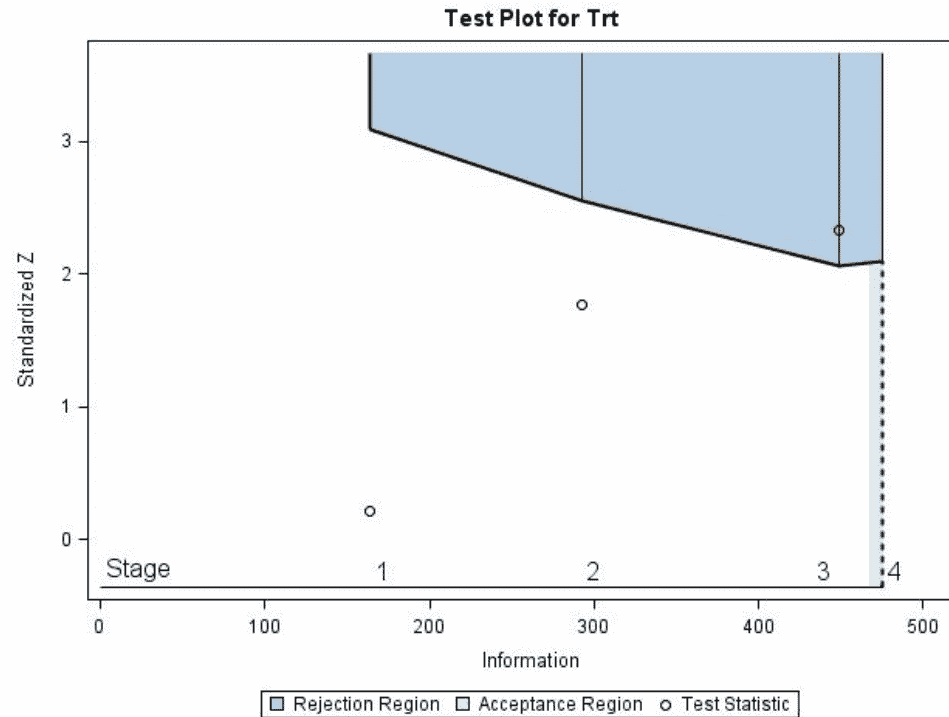 Test Plot for Trt
3
2
1
0
Standardized Z
Stage 1 2 3 4
0 100 200 300 400 500
Information
Rejection Region Acceptance Region Test Statistic